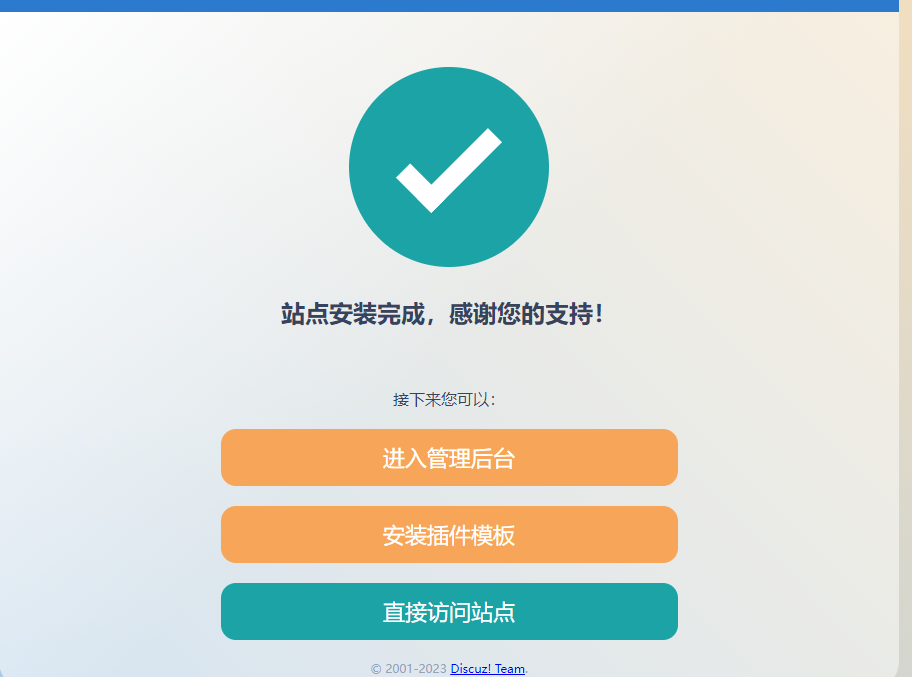 站点安装完成，感谢您的支持！
接下来您可以：
进入管理后台
安装插件模板
直接访问站点
© 2001-2023 Discuz! Team.